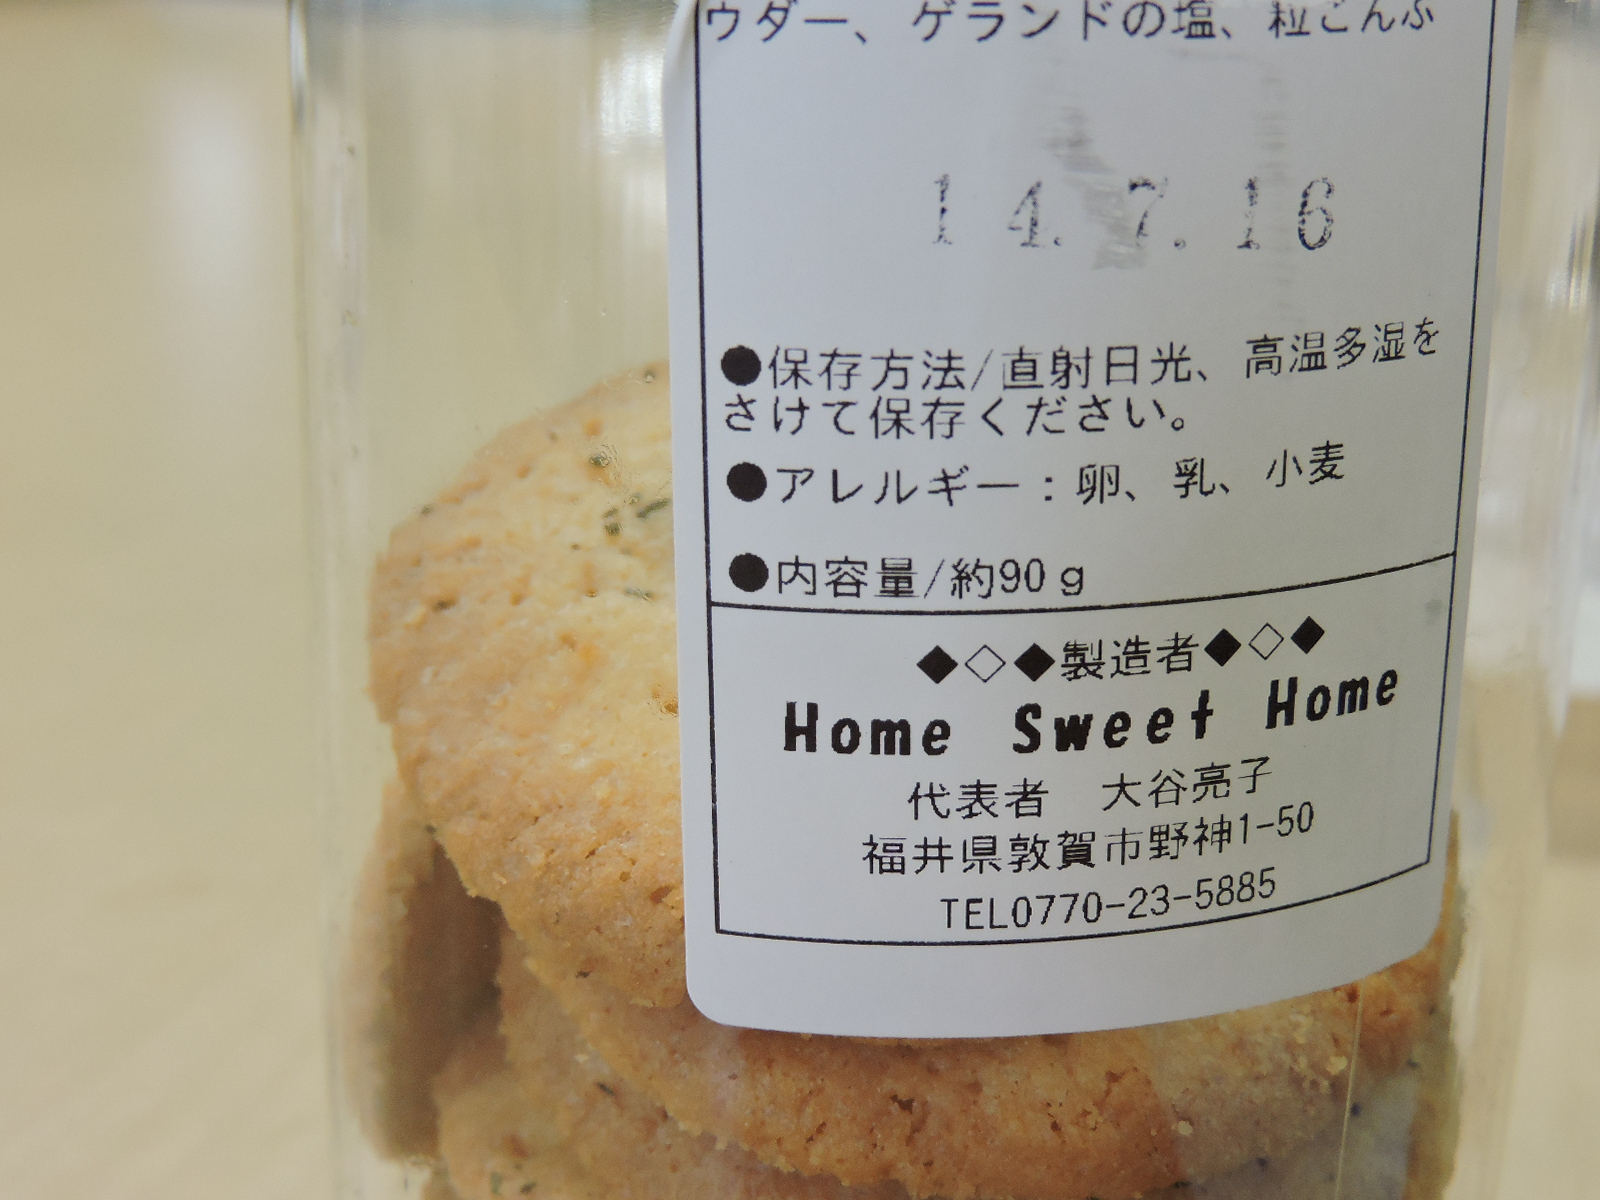 ウダー、ゲランドの塩、粒こんぶ
14.7.16
●保存方法/直射日光、高温多湿を
さけて保存ください。
●アレルギー：卵、乳、小麦
●内容量/約90g
◆◇◆製造者◆◇◆
Home Sweet Home
代表者　大谷亮子
福井県敦賀市野神1-50
TEL0770-23-5885